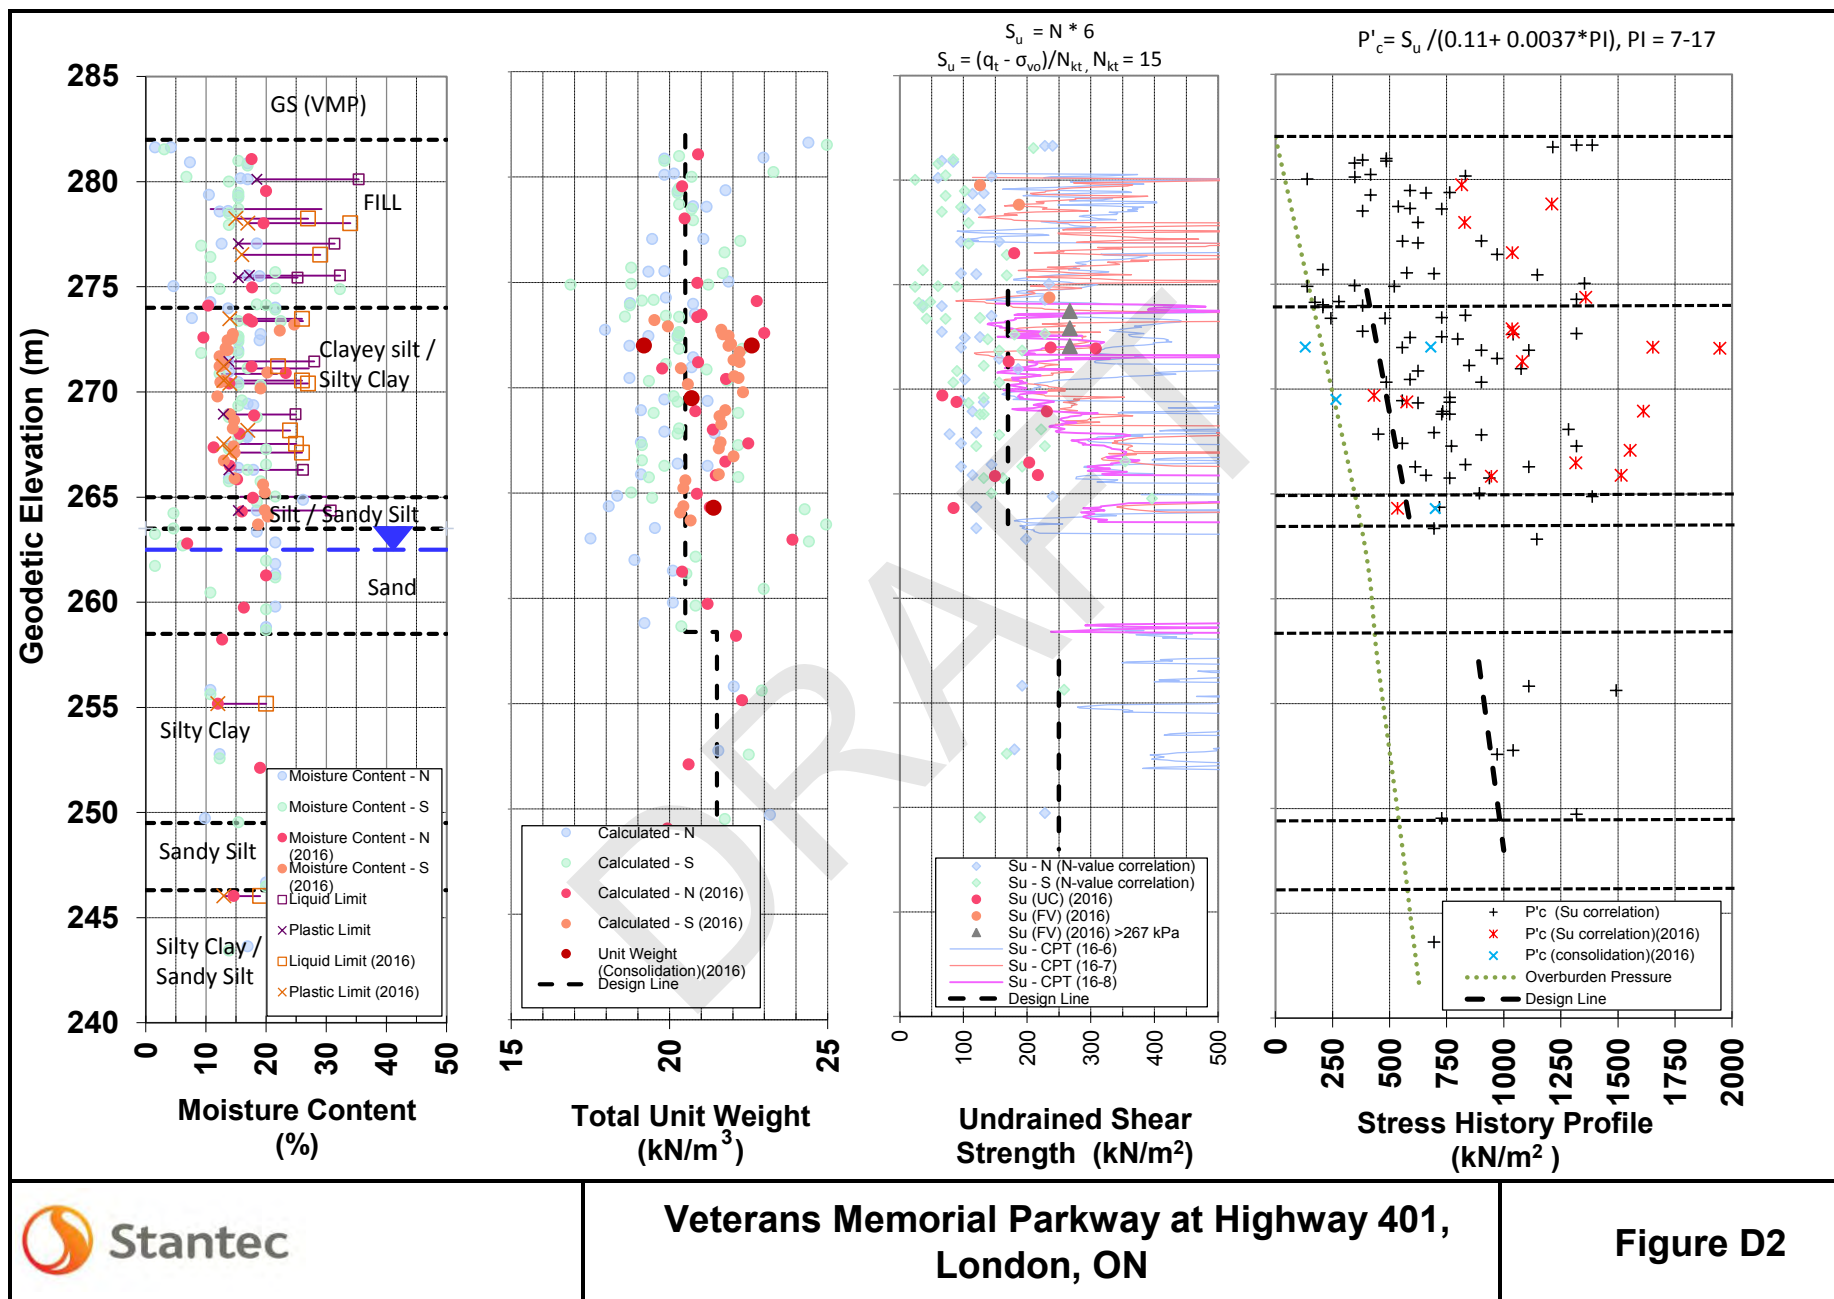 S_u = N * 6
S_u = (q_t - σ_vo)/N_kt, N_kt = 15
P'_c= S_u /(0.11+ 0.0037*PI), PI = 7-17
Geodetic Elevation (m)
285
280
275
270
265
260
255
250
245
240
GS (VMP)
FILL
Clayey silt /
Silty Clay
Silt / Sandy Silt
Sand
Silty Clay
Sandy Silt
Silty Clay /
Sandy Silt
Moisture Content - N
Moisture Content - S
Moisture Content - N
(2016)
Moisture Content - S
(2016)
Liquid Limit
Plastic Limit
Liquid Limit (2016)
Plastic Limit (2016)
0 10 20 30 40 50
Moisture Content
(%)
Calculated - N
Calculated - S
Calculated - N (2016)
Calculated - S (2016)
Unit Weight
(Consolidation)(2016)
Design Line
15 20 25
Total Unit Weight
(kN/m³)
Su - N (N-value correlation)
Su - S (N-value correlation)
Su (UC) (2016)
Su (FV) (2016)
Su (FV) (2016) >267 kPa
Su - CPT (16-6)
Su - CPT (16-7)
Su - CPT (16-8)
Design Line
0 100 200 300 400 500
Undrained Shear
Strength (kN/m²)
P'c (Su correlation)
P'c (Su correlation)(2016)
P'c (consolidation)(2016)
Overburden Pressure
Design Line
0 250 500 750 1000 1250 1500 1750 2000
Stress History Profile
(kN/m² )
DRAFT
Stantec
Veterans Memorial Parkway at Highway 401,
London, ON
Figure D2